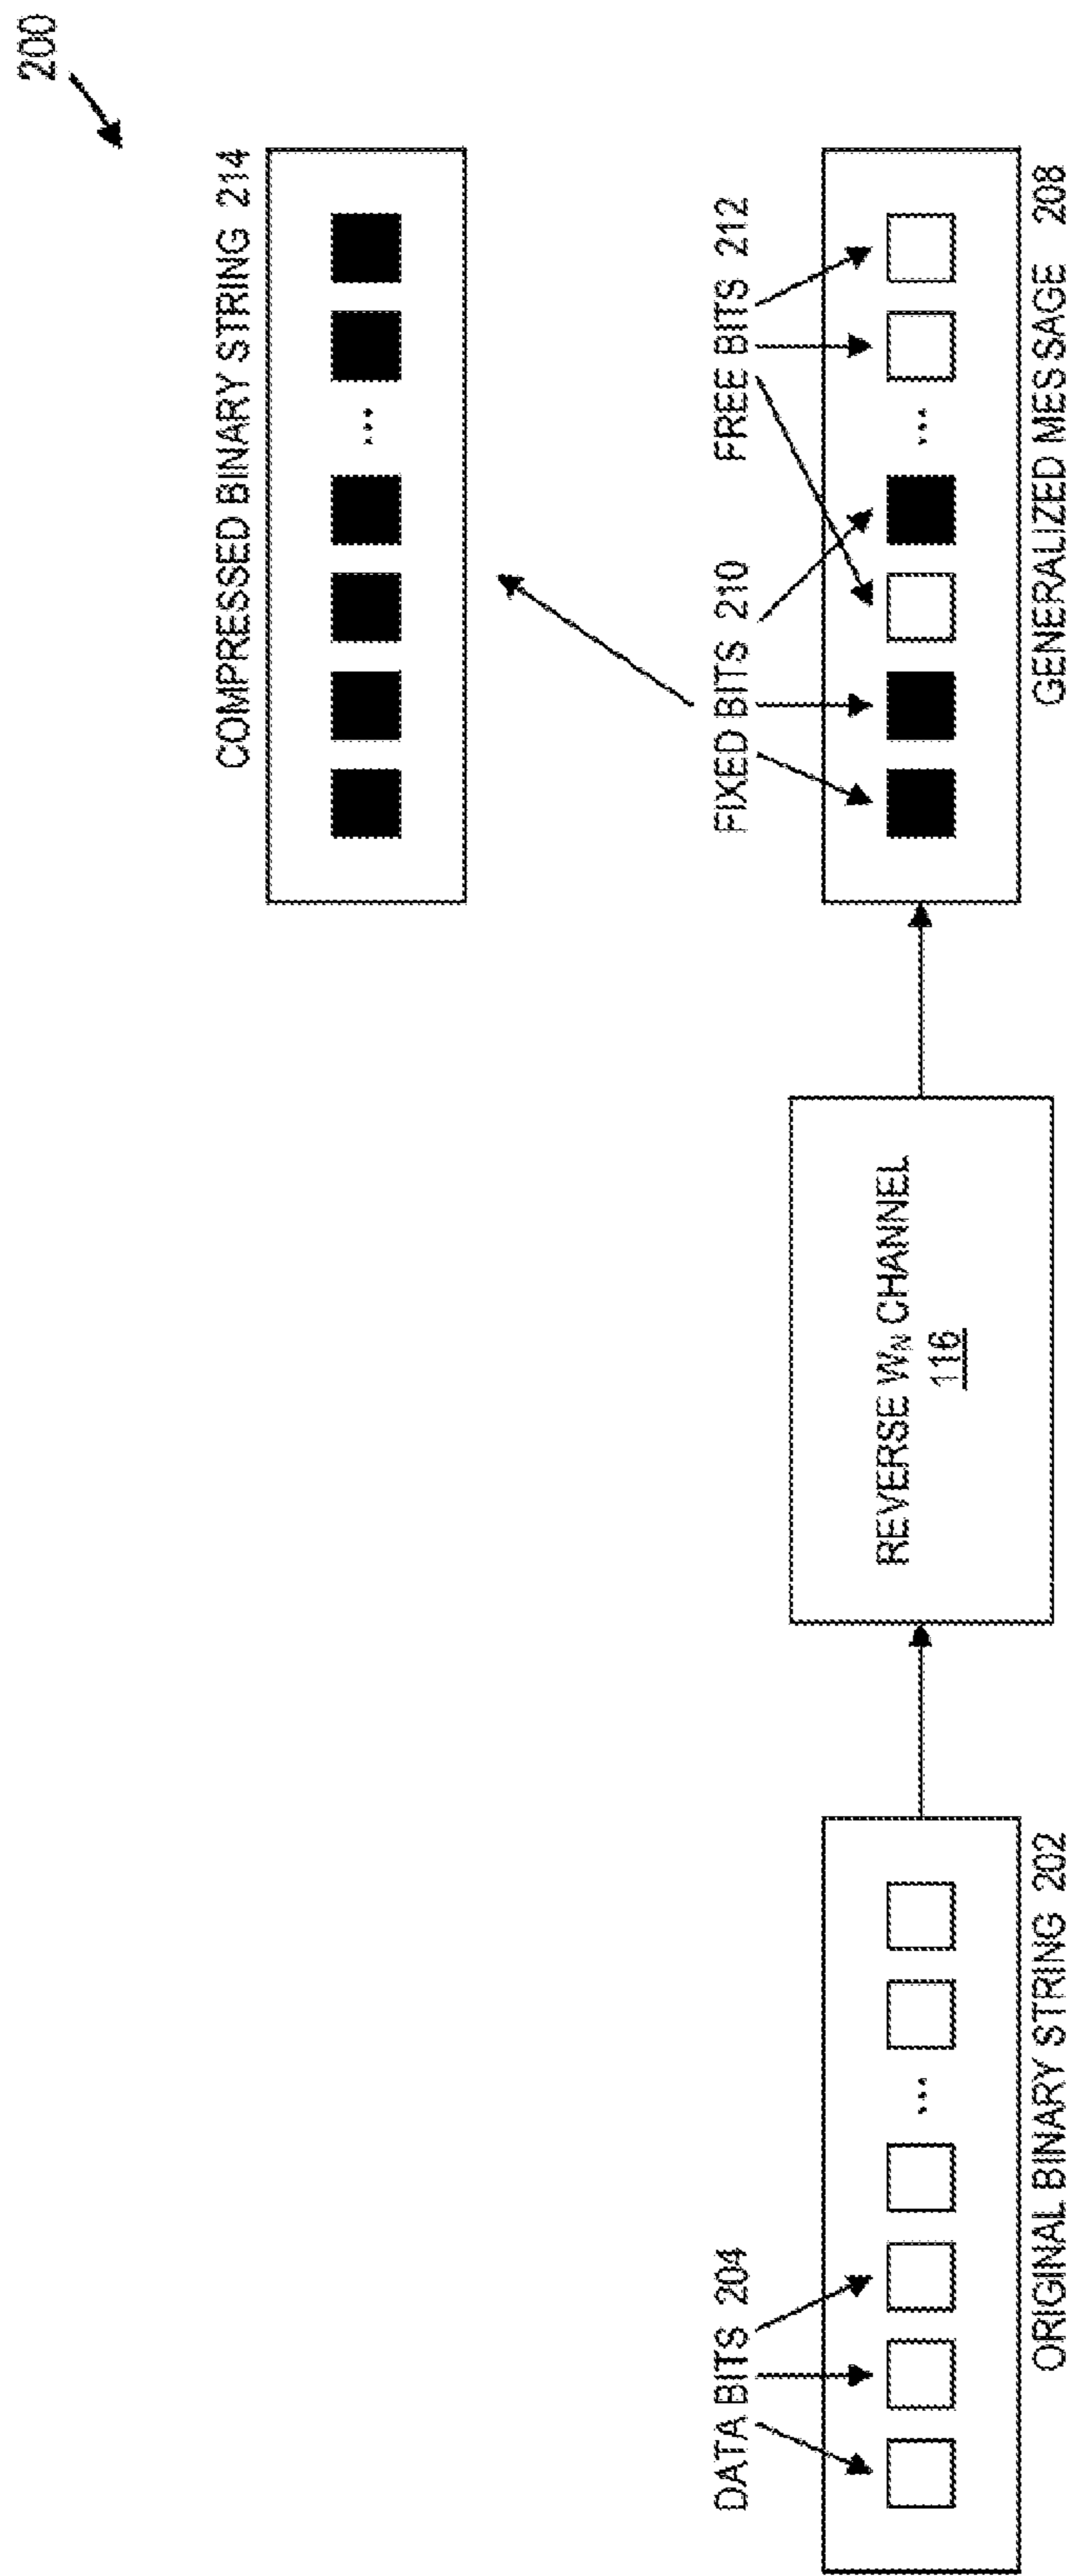 200
COMPRESSED BINARY STRING 214
...
DATA BITS 204
FIXED BITS 210
FREE BITS 212
...
REVERSE W_N CHANNEL
116
...
ORIGINAL BINARY STRING 202
GENERALIZED MESSAGE 208